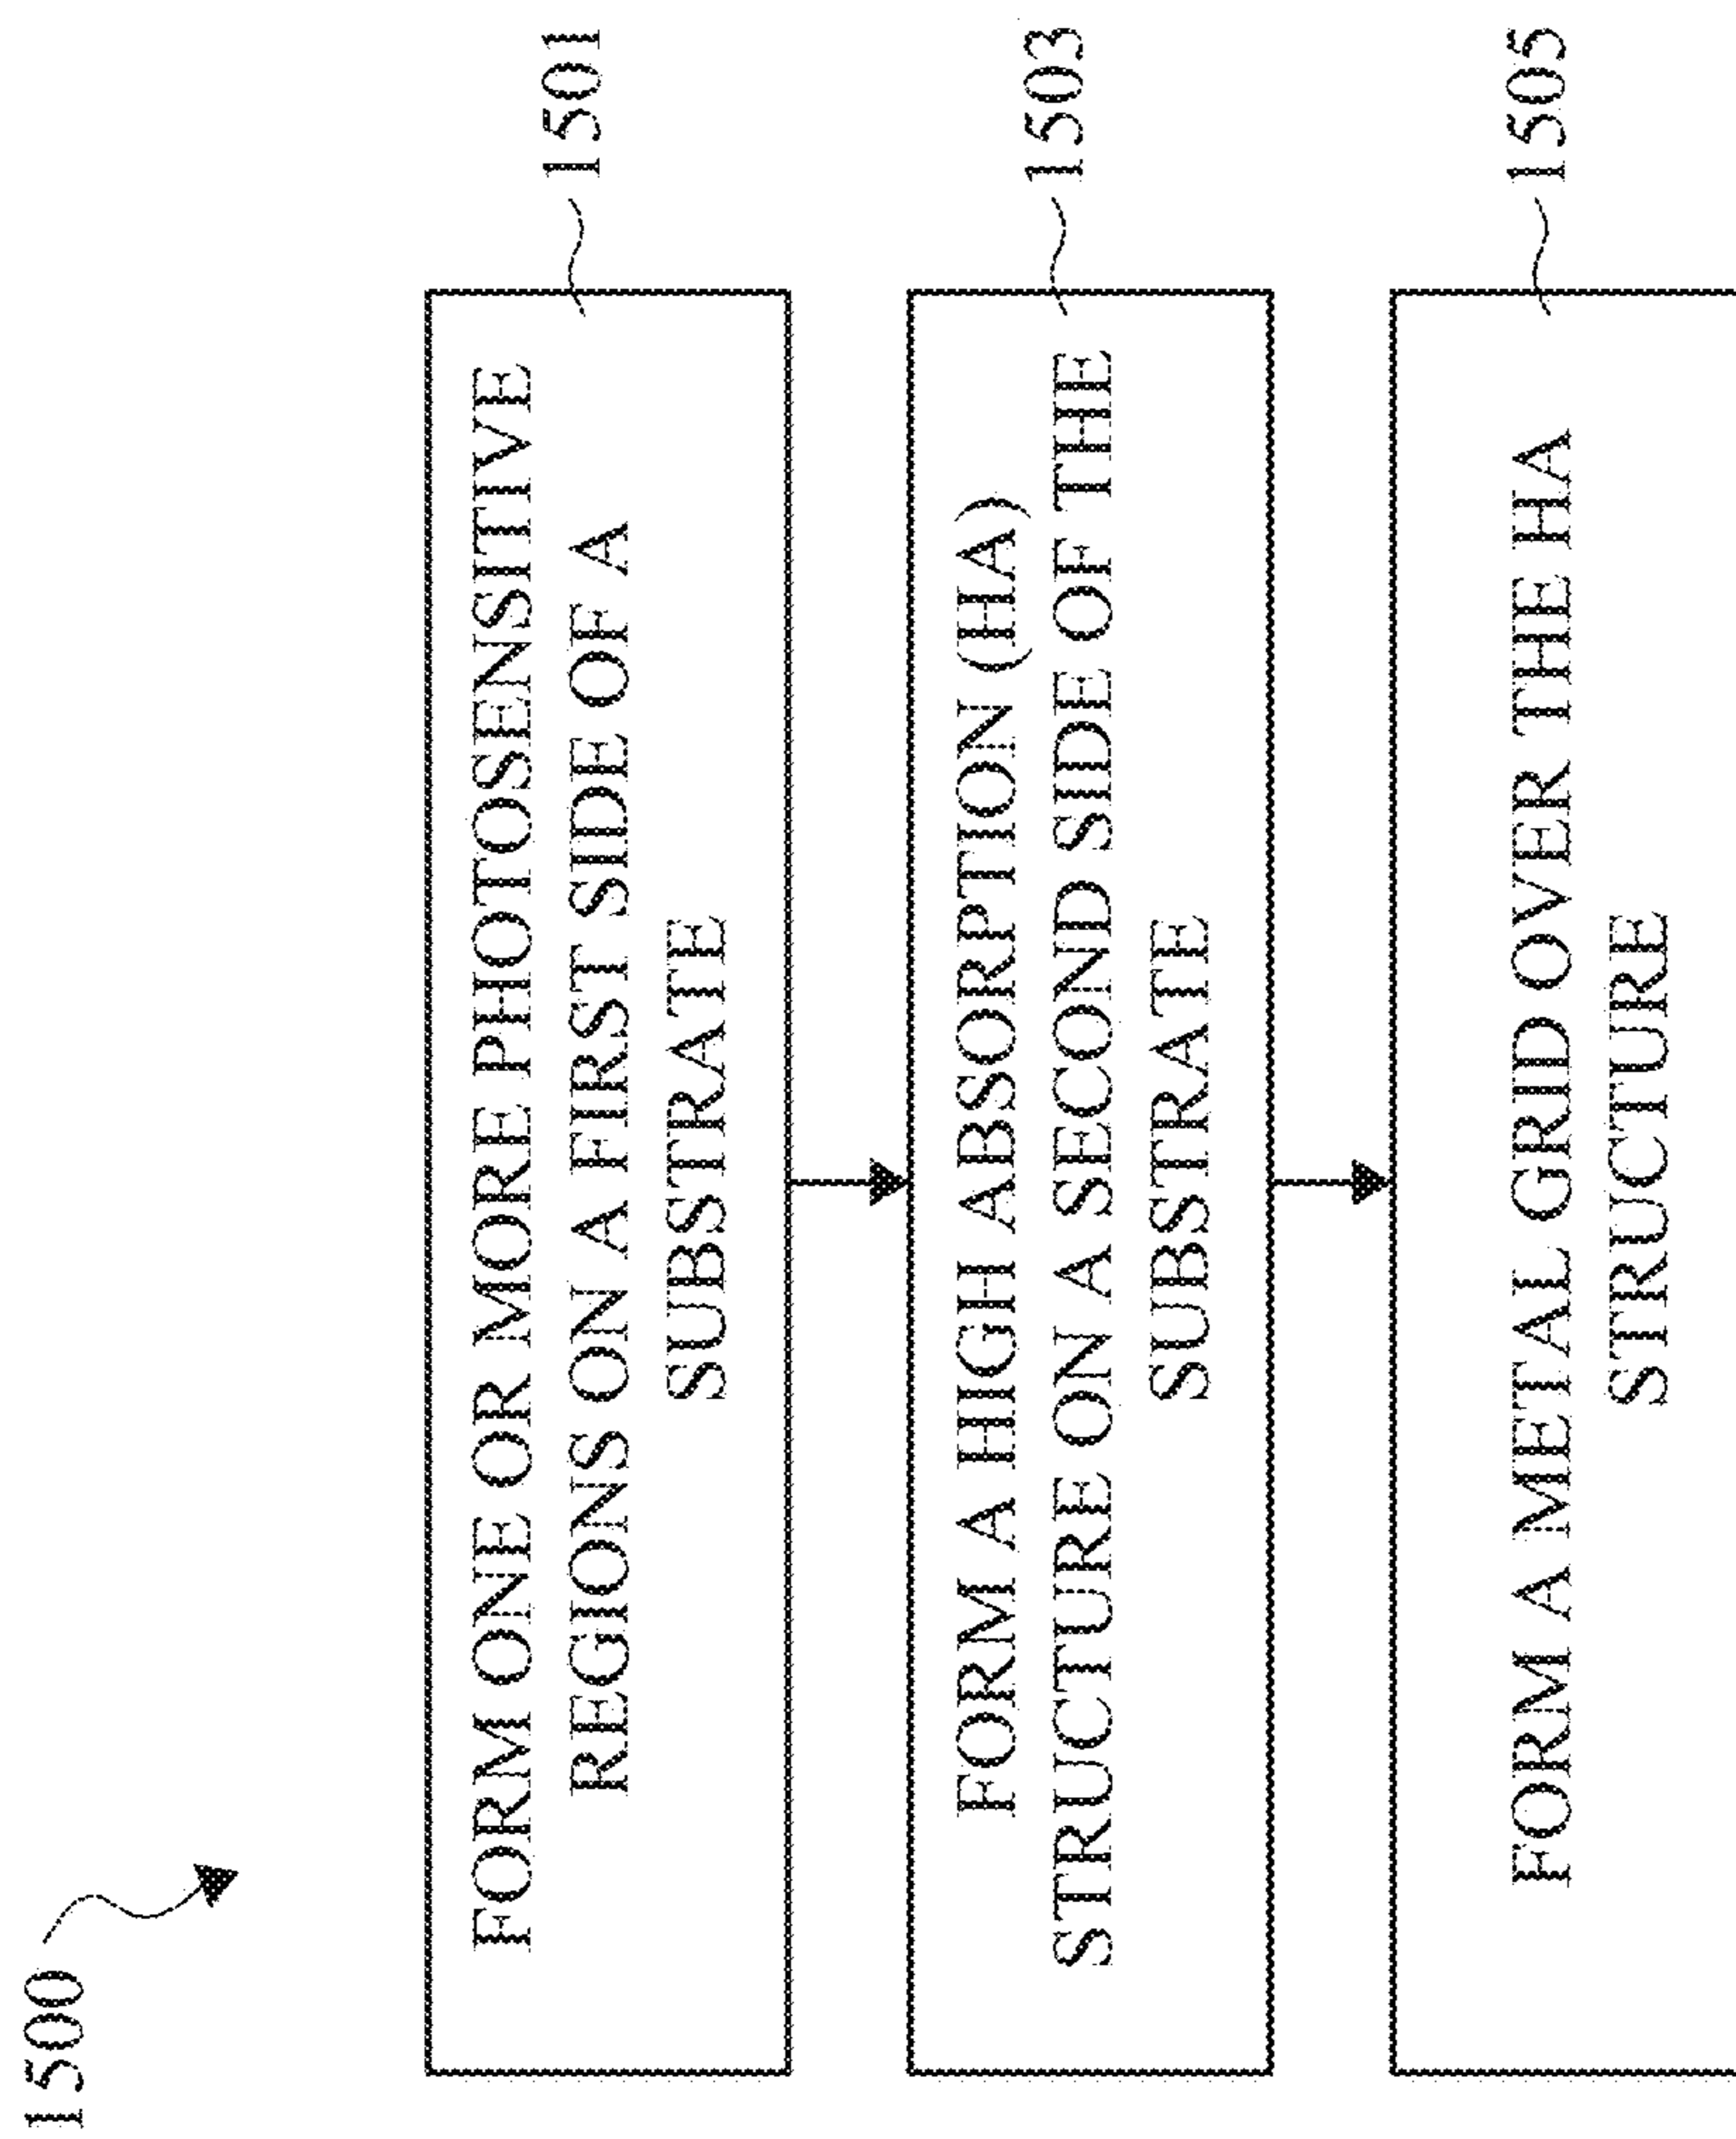 1500
FORM ONE OR MORE PHOTOSENSITIVE
REGIONS ON A FIRST SIDE OF A
SUBSTRATE
1501
FORM A HIGH ABSORPTION (HA)
STRUCTURE ON A SECOND SIDE OF THE
SUBSTRATE
1503
FORM A METAL GRID OVER THE HA
STRUCTURE
1505